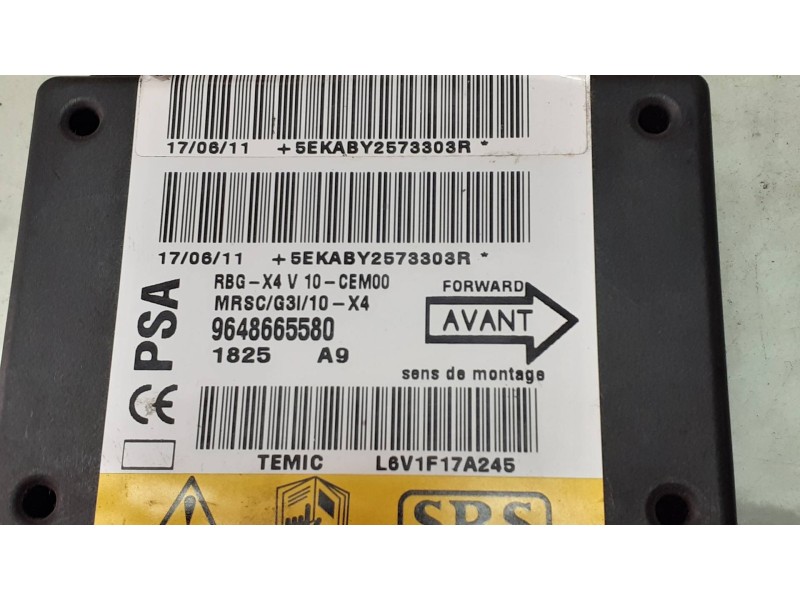 17/06/11 +5EKABY2573303R *
17/06/11 +5EKABY2573303R *
RBG-X4 V 10-CEM00
MRSC/G3I/10-X4
9648665580
1825 A9
PSA
FORWARD
AVANT
sens de montage
TEMIC L6V1F17A245
SRS